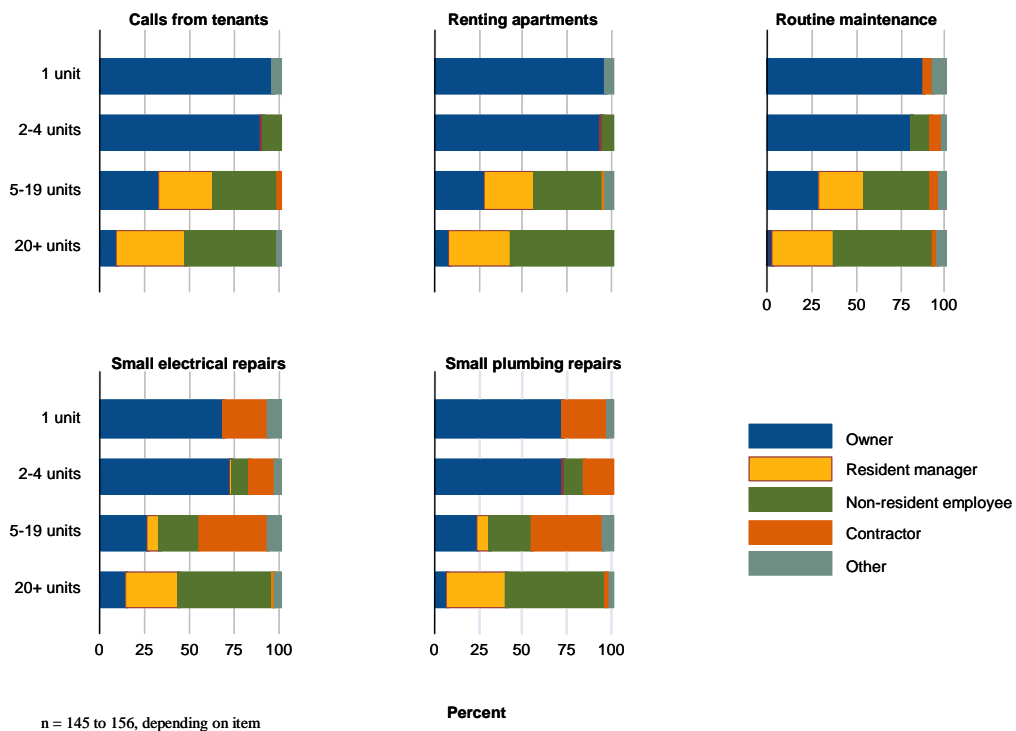 Calls from tenants
Renting apartments
Routine maintenance
1 unit
2-4 units
5-19 units
20+ units
0 25 50 75 100
Small electrical repairs
Small plumbing repairs
1 unit
2-4 units
5-19 units
20+ units
0 25 50 75 100
0 25 50 75 100
Owner
Resident manager
Non-resident employee
Contractor
Other
Percent
n = 145 to 156, depending on item